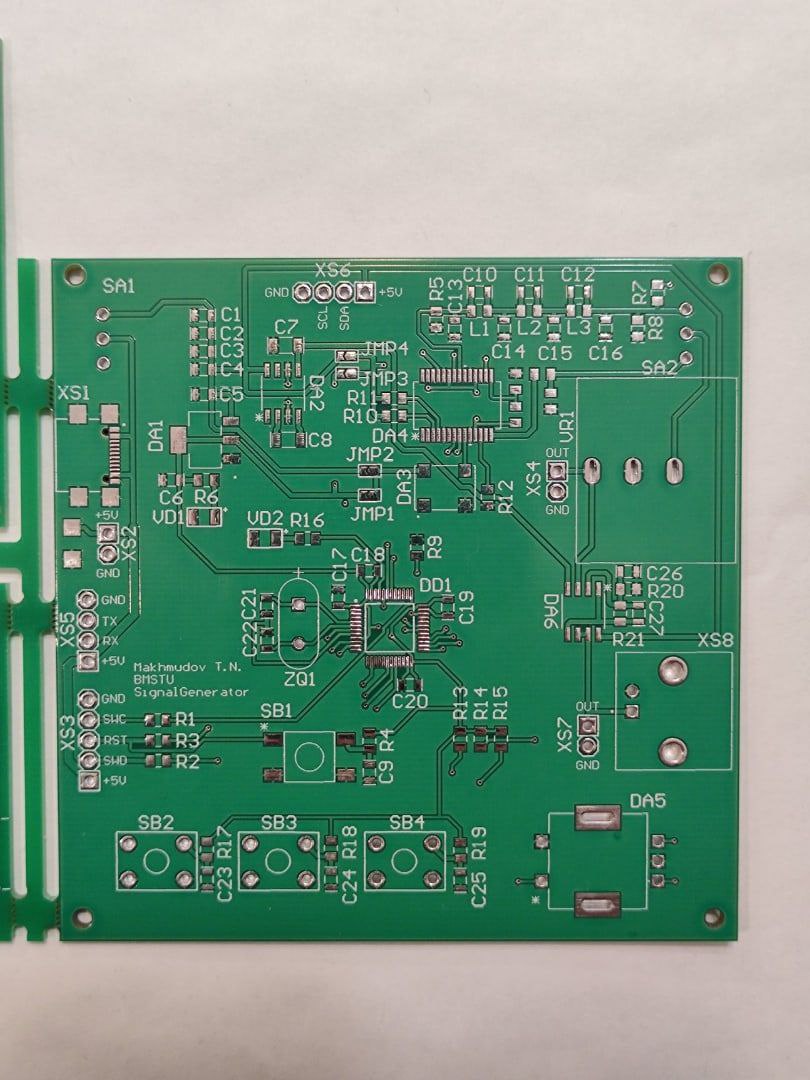 SA1
XS6
GND
+5V
SCL
SDA
C1
C2
C3
C4
C5
C7
JMP4
JMP3
DA2
*
C8
R5
C13
C10
C11
C12
L1
L2
L3
R7
R8
C14
C15
C16
SA2
XS1
DA1
R11
R10
DA4
*
VR1
JMP2
JMP1
DA3
R12
XS4
OUT
GND
C6
R6
VD1
+
VD2
R16
+5V
XS2
GND
C17
C18
R9
DD1
C19
C21
C22
ZQ1
C20
C26
R20
C27
R21
DA6
*
XS8
XS5
GND
TX
RX
+5V
Makhmudov T.N.
BMSTU
SignalGenerator
XS3
GND
SWC
RST
SWD
+5V
R1
R3
R2
SB1
*
R4
C9
R13
R14
R15
OUT
XS7
GND
SB2
R17
C23
SB3
R18
C24
SB4
R19
C25
DA5
*